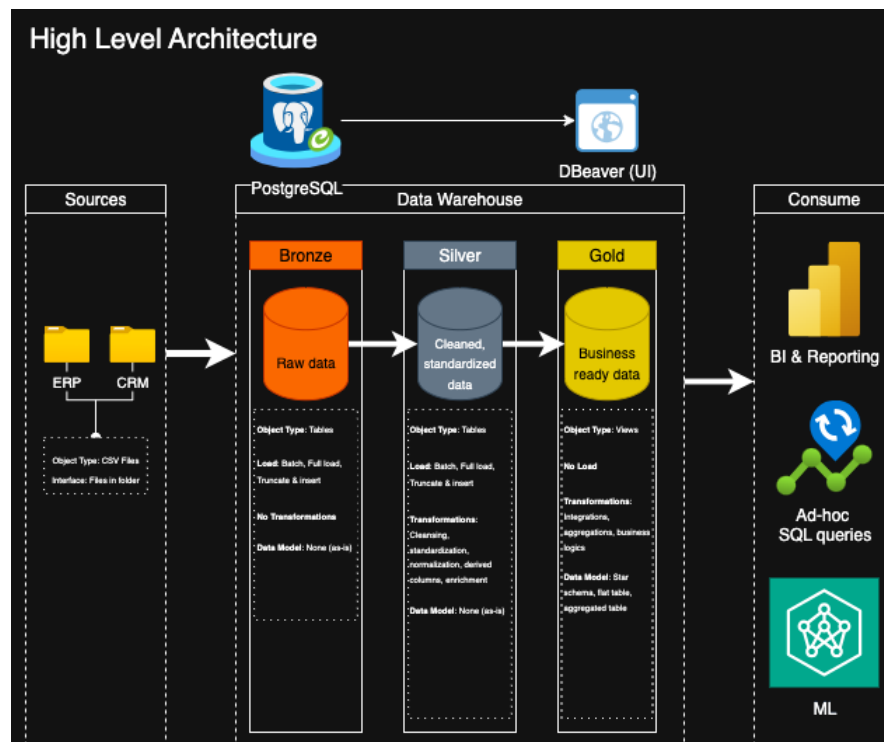 High Level Architecture
PostgreSQL
DBeaver (UI)
Sources
Data Warehouse
Consume
ERP
CRM
Object Type: CSV Files
Interface: Files in folder
Bronze
Raw data
Object Type: Tables
Load: Batch, Full load,
Truncate & insert
No Transformations
Data Model: None (as-is)
Silver
Cleaned,
standardized
data
Object Type: Tables
Load: Batch, Full load,
Truncate & insert
Transformations:
Cleansing,
standardization,
normalization, derived
columns, enrichment
Data Model: None (as-is)
Gold
Business
ready data
Object Type: Views
No Load
Transformations:
Integrations,
aggregations, business
logics
Data Model: Star
schema, flat table,
aggregated table
BI & Reporting
Ad-hoc
SQL queries
ML